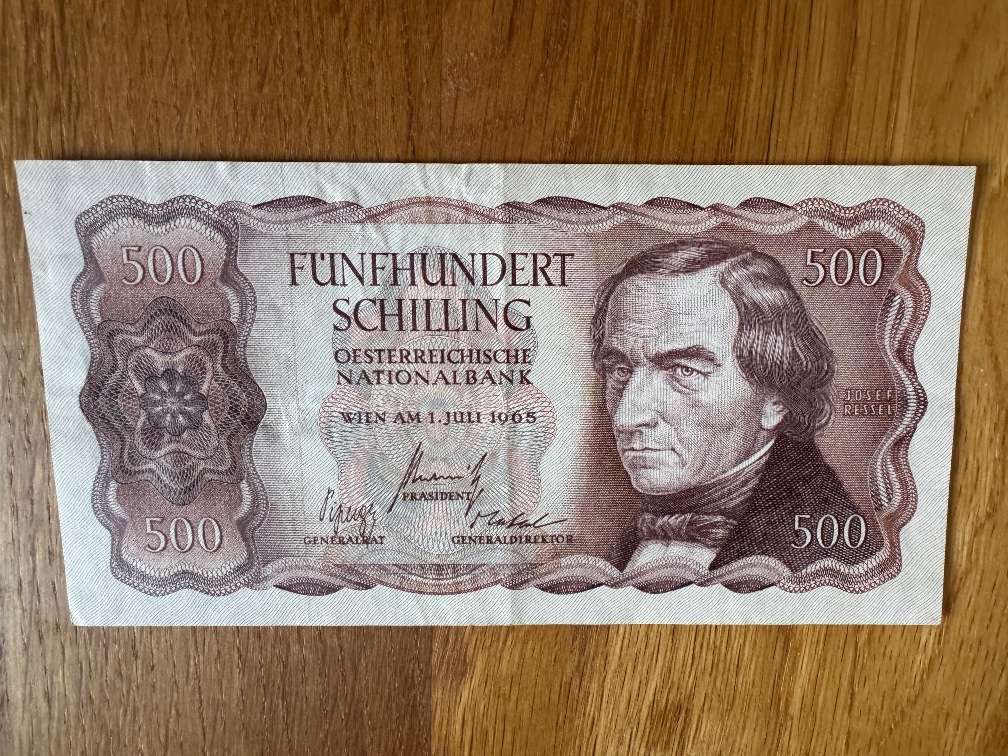 500
500
FÜNFHUNDERT
SCHILLING
OESTERREICHISCHE
NATIONALBANK
WIEN AM 1. JULI 1965
JOSEF
RESSEL
PRÄSIDENT
GENERALRAT
GENERALDIREKTOR
500
500